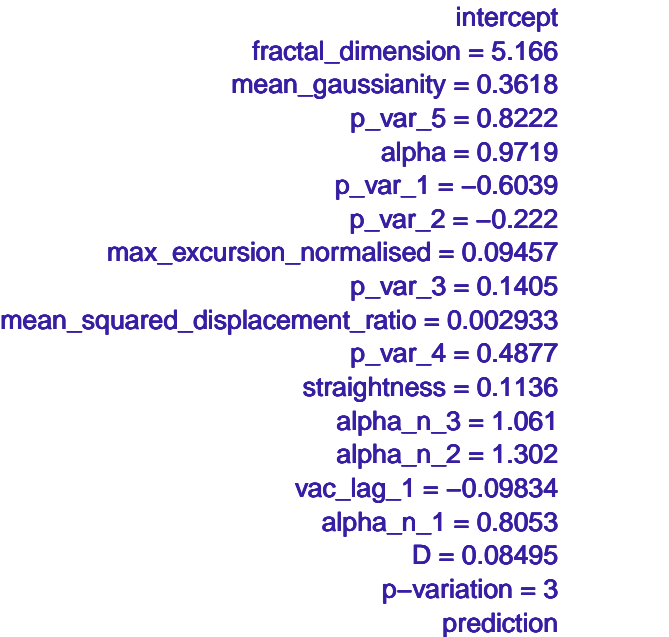 intercept
fractal_dimension = 5.166
mean_gaussianity = 0.3618
p_var_5 = 0.8222
alpha = 0.9719
p_var_1 = −0.6039
p_var_2 = −0.222
max_excursion_normalised = 0.09457
p_var_3 = 0.1405
mean_squared_displacement_ratio = 0.002933
p_var_4 = 0.4877
straightness = 0.1136
alpha_n_3 = 1.061
alpha_n_2 = 1.302
vac_lag_1 = −0.09834
alpha_n_1 = 0.8053
D = 0.08495
p−variation = 3
prediction